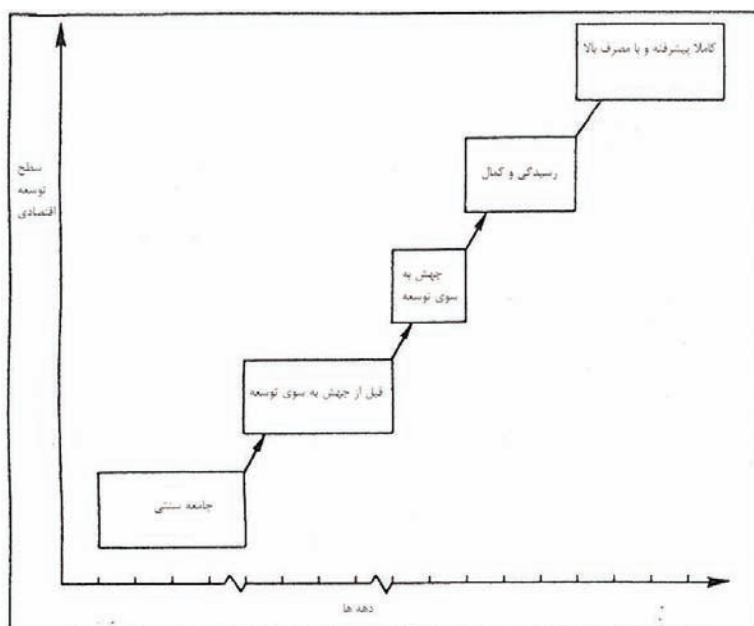 کاملا پیشرفته و با مصرف بالا
رسیدگی و کمال
سطح
توسعه
اقتصادی
جهش به
سوی توسعه
قبل از جهش به سوی توسعه
جامعه سنتی
دهه ها